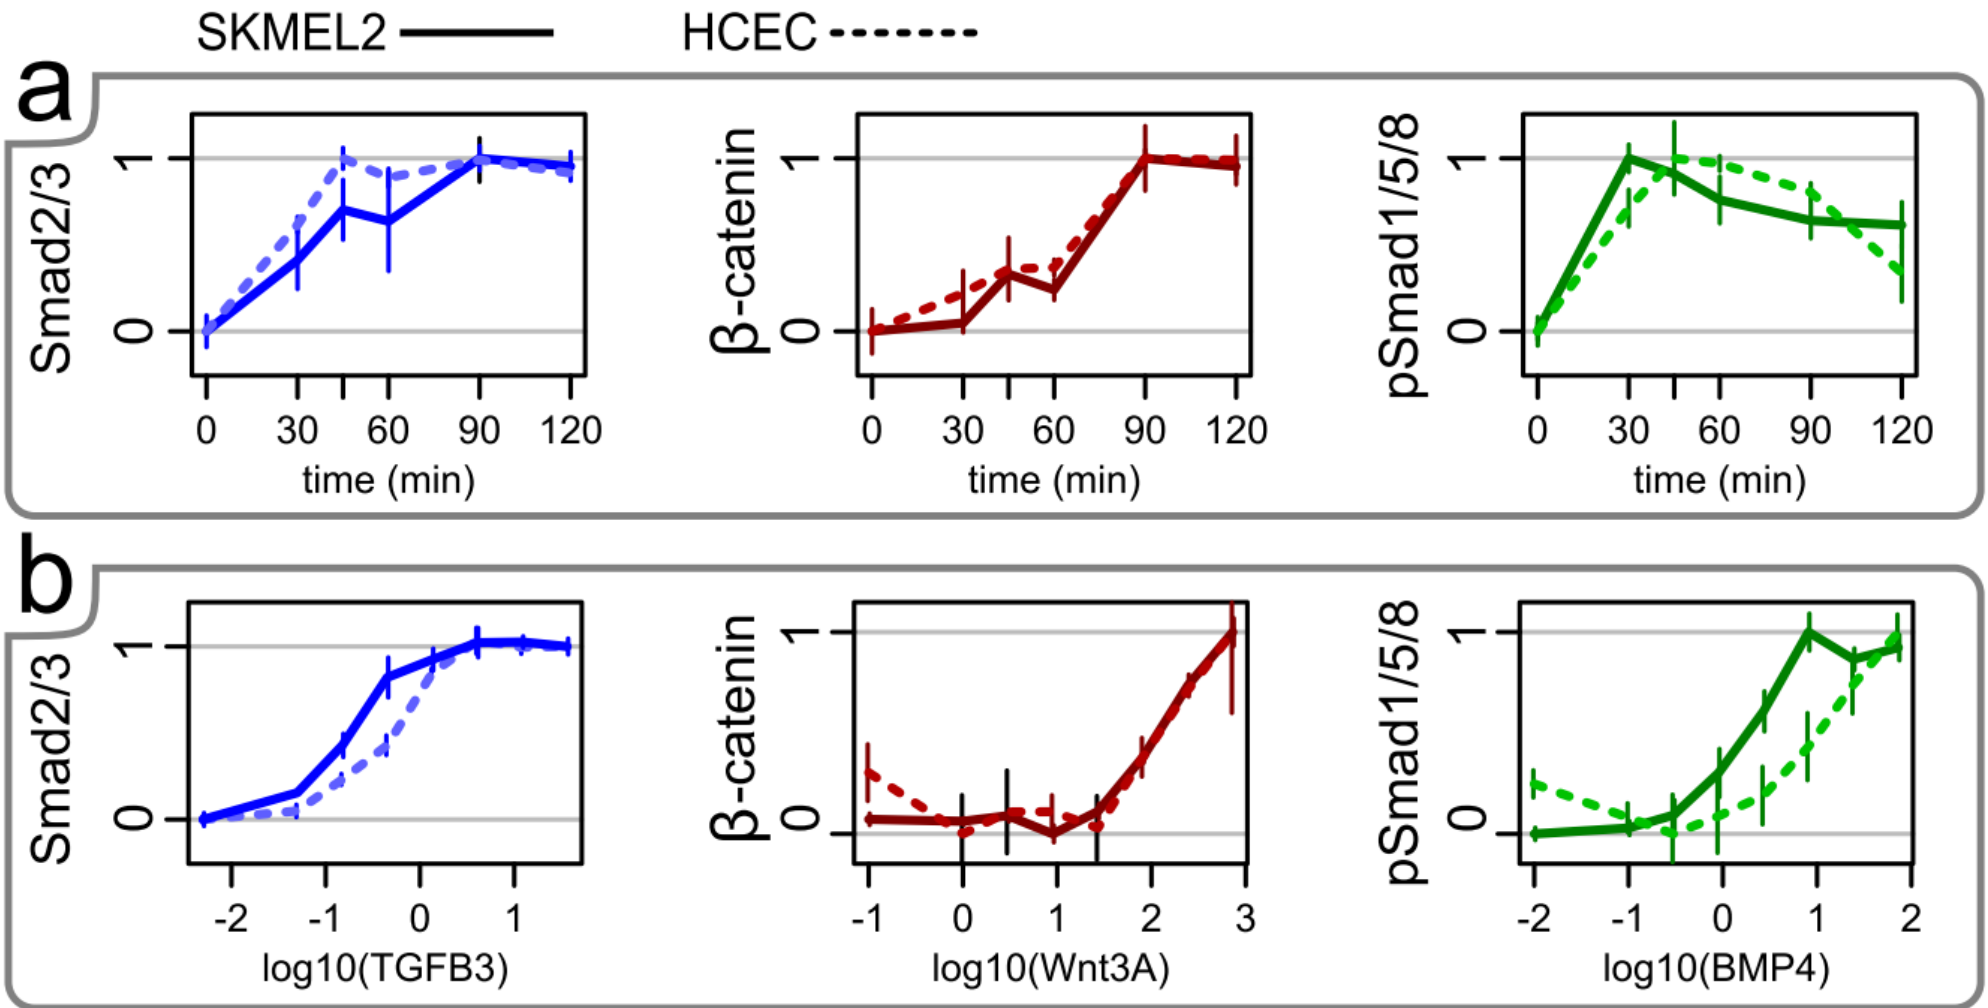 SKMEL2 HCEC
a
Smad2/3
1
0
0 30 60 90 120
time (min)
β-catenin
1
0
0 30 60 90 120
time (min)
pSmad1/5/8
1
0
0 30 60 90 120
time (min)
b
Smad2/3
1
0
-2 -1 0 1
log10(TGFB3)
β-catenin
1
0
-1 0 1 2 3
log10(Wnt3A)
pSmad1/5/8
1
0
-2 -1 0 1 2
log10(BMP4)